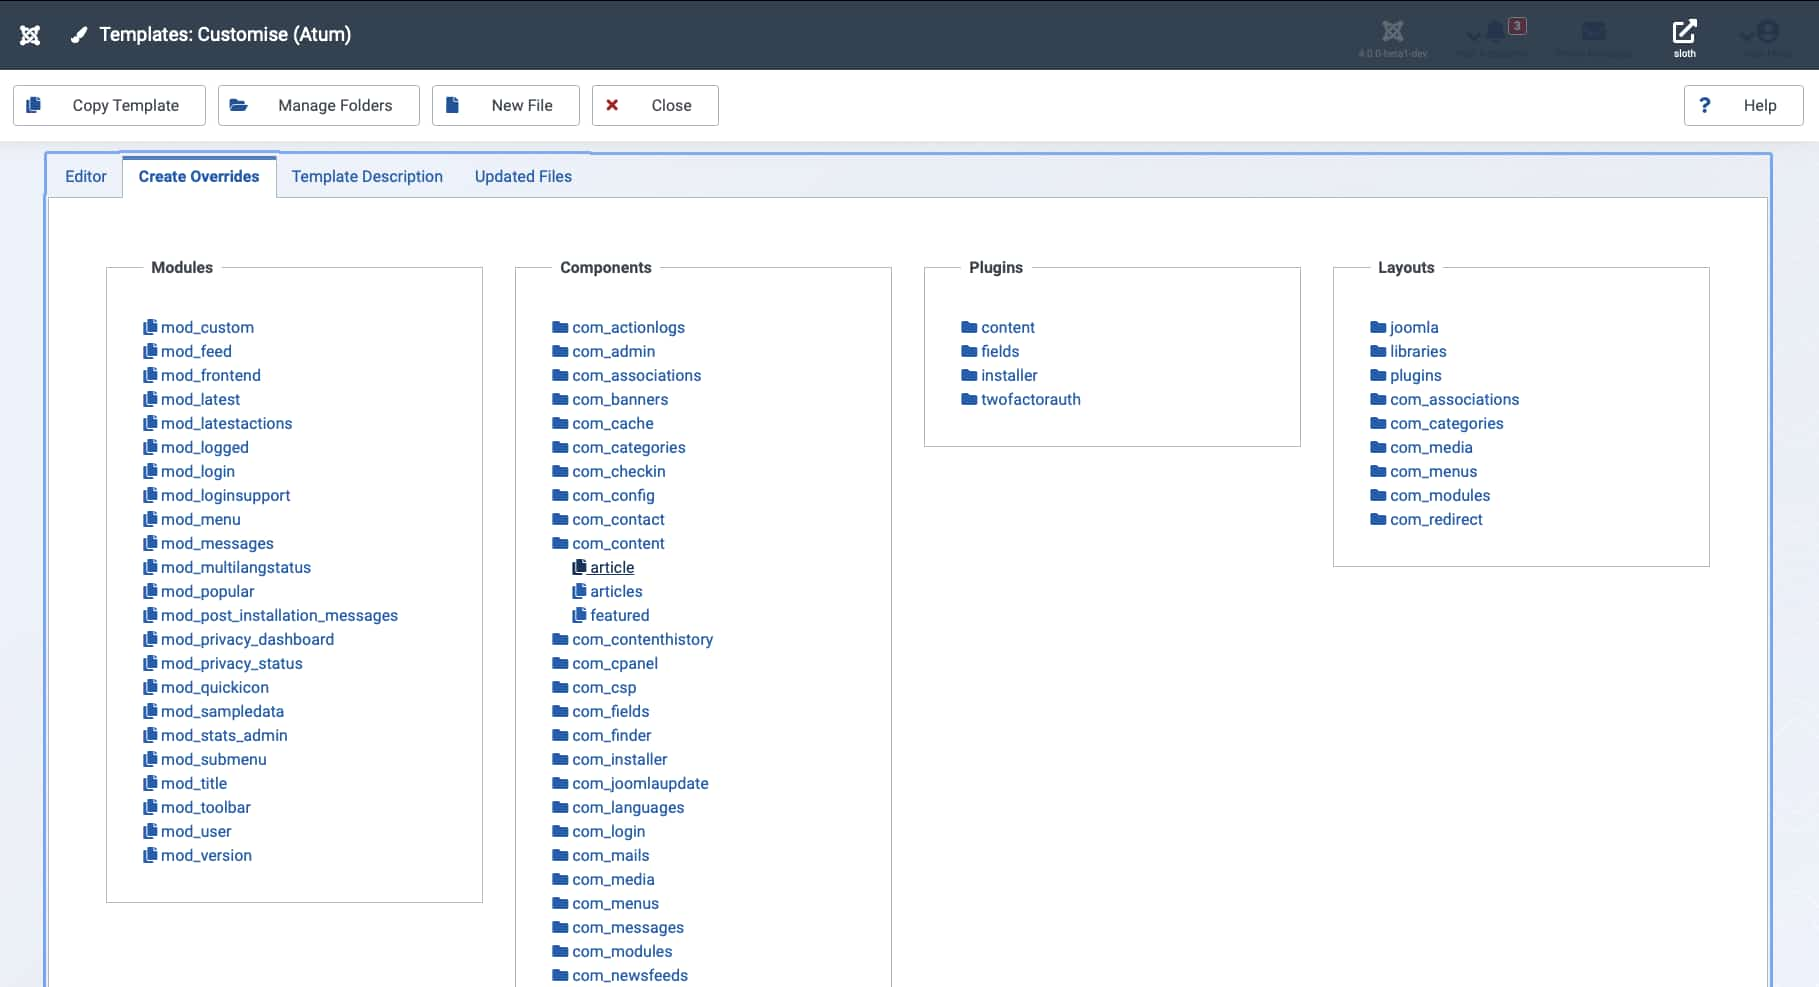 Templates: Customise (Atum)
4.0.0-beta1-dev
3
sloth
Copy Template
Manage Folders
New File
Close
Help
Editor
Create Overrides
Template Description
Updated Files
Modules
mod_custom
mod_feed
mod_frontend
mod_latest
mod_latestactions
mod_logged
mod_login
mod_loginsupport
mod_menu
mod_messages
mod_multilangstatus
mod_popular
mod_post_installation_messages
mod_privacy_dashboard
mod_privacy_status
mod_quickicon
mod_sampledata
mod_stats_admin
mod_submenu
mod_title
mod_toolbar
mod_user
mod_version
Components
com_actionlogs
com_admin
com_associations
com_banners
com_cache
com_categories
com_checkin
com_config
com_contact
com_content
article
articles
featured
com_contenthistory
com_cpanel
com_csp
com_fields
com_finder
com_installer
com_joomlaupdate
com_languages
com_login
com_mails
com_media
com_menus
com_messages
com_modules
com_newsfeeds
Plugins
content
fields
installer
twofactorauth
Layouts
joomla
libraries
plugins
com_associations
com_categories
com_media
com_menus
com_modules
com_redirect